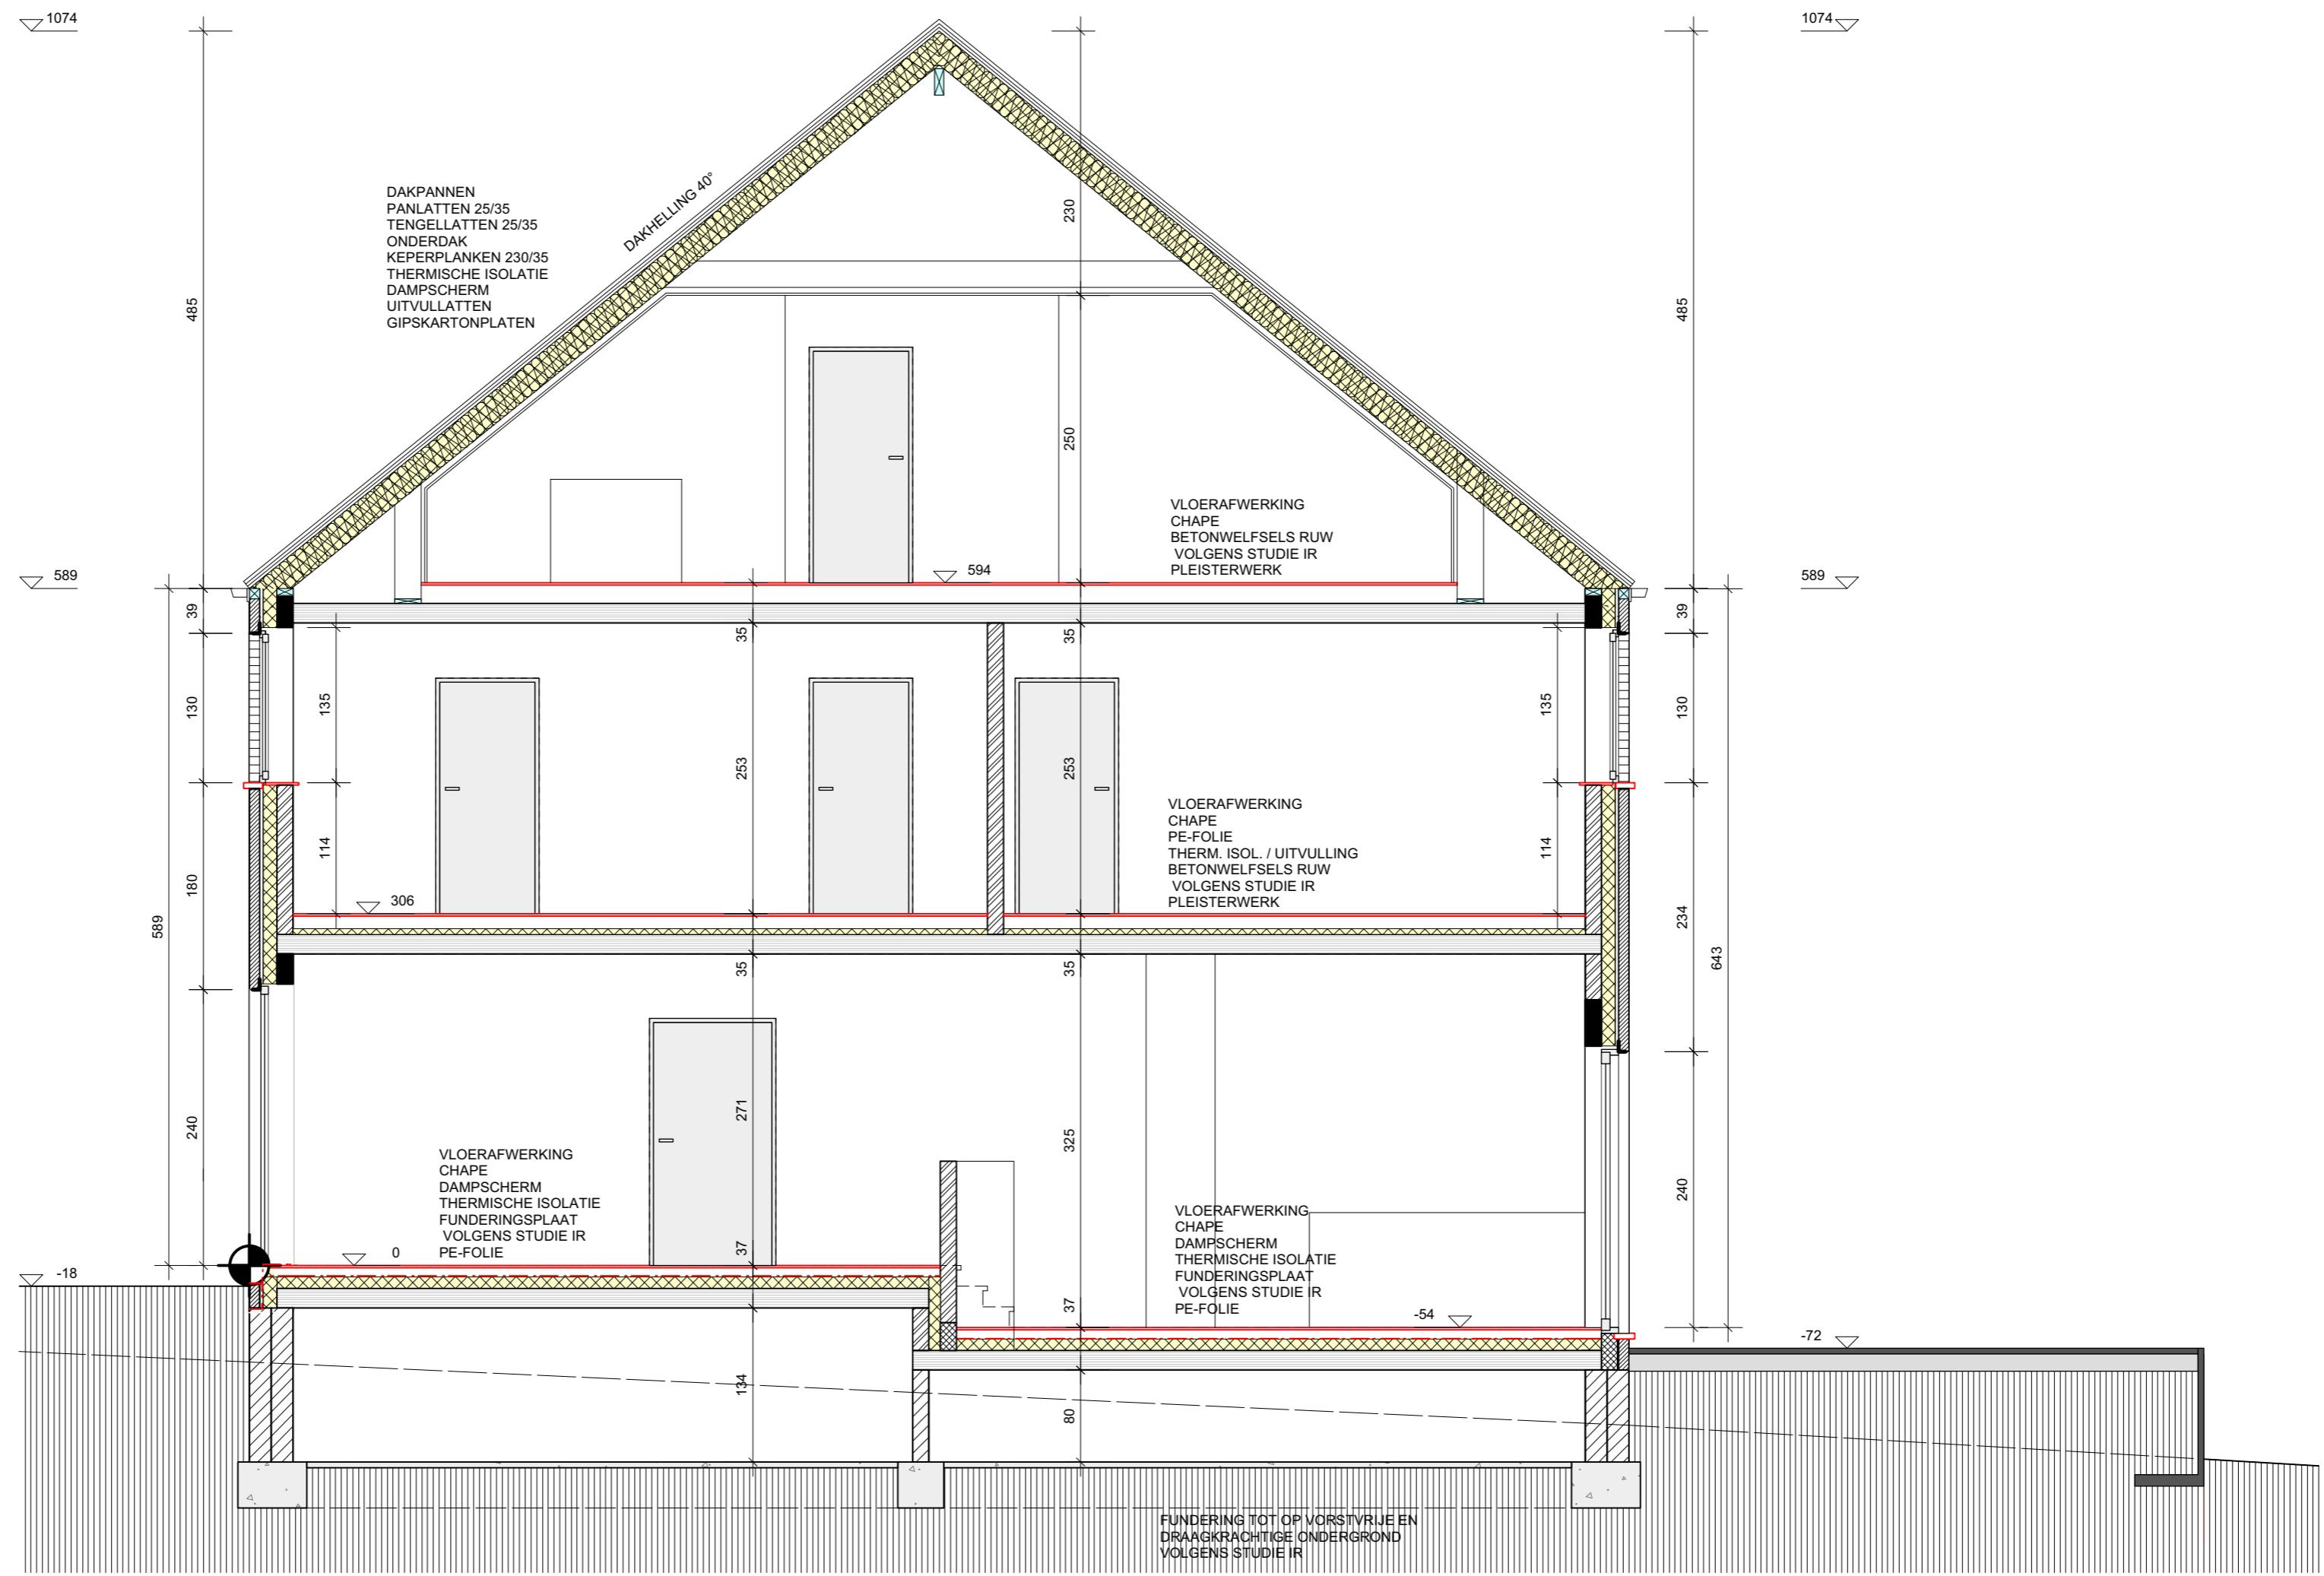 1074
1074
DAKPANNEN
PANLATTEN 25/35
TENGELLATTEN 25/35
ONDERDAK
KEPERPLANKEN 230/35
THERMISCHE ISOLATIE
DAMPSCHERM
UITVULLATTEN
GIPSKARTONPLATEN
DAKHELLING 40°
230
485
485
250
VLOERAFWERKING
CHAPE
BETONWELFSELS RUW
VOLGENS STUDIE IR
PLEISTERWERK
589
594
589
39
35
35
39
130
135
253
253
135
130
VLOERAFWERKING
CHAPE
PE-FOLIE
THERM. ISOL. / UITVULLING
BETONWELFSELS RUW
VOLGENS STUDIE IR
PLEISTERWERK
114
114
180
306
589
234
643
35
35
240
271
325
240
VLOERAFWERKING
CHAPE
DAMPSCHERM
THERMISCHE ISOLATIE
FUNDERINGSPLAAT
VOLGENS STUDIE IR
PE-FOLIE
VLOERAFWERKING
CHAPE
DAMPSCHERM
THERMISCHE ISOLATIE
FUNDERINGSPLAAT
VOLGENS STUDIE IR
PE-FOLIE
0
37
-18
37
-54
-72
134
80
FUNDERING TOT OP VORSTVRIJE EN
DRAAGKRACHTIGE ONDERGROND
VOLGENS STUDIE IR